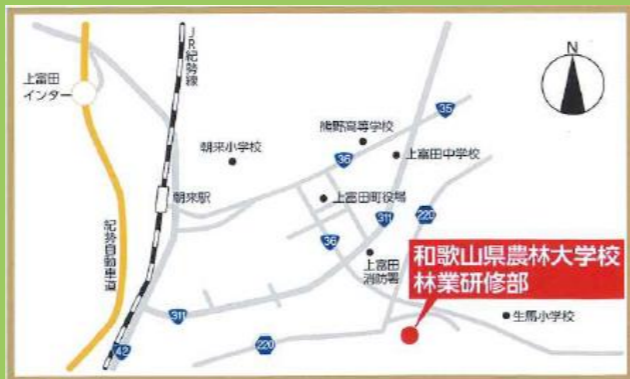 上富田
インター
JR紀勢線
N
35
熊野高等学校
朝来小学校
36
上富田中学校
朝来駅
上富田町役場
311
220
36
紀勢自動車道
上富田
消防署
和歌山県農林大学校
林業研修部
311
生馬小学校
42
220